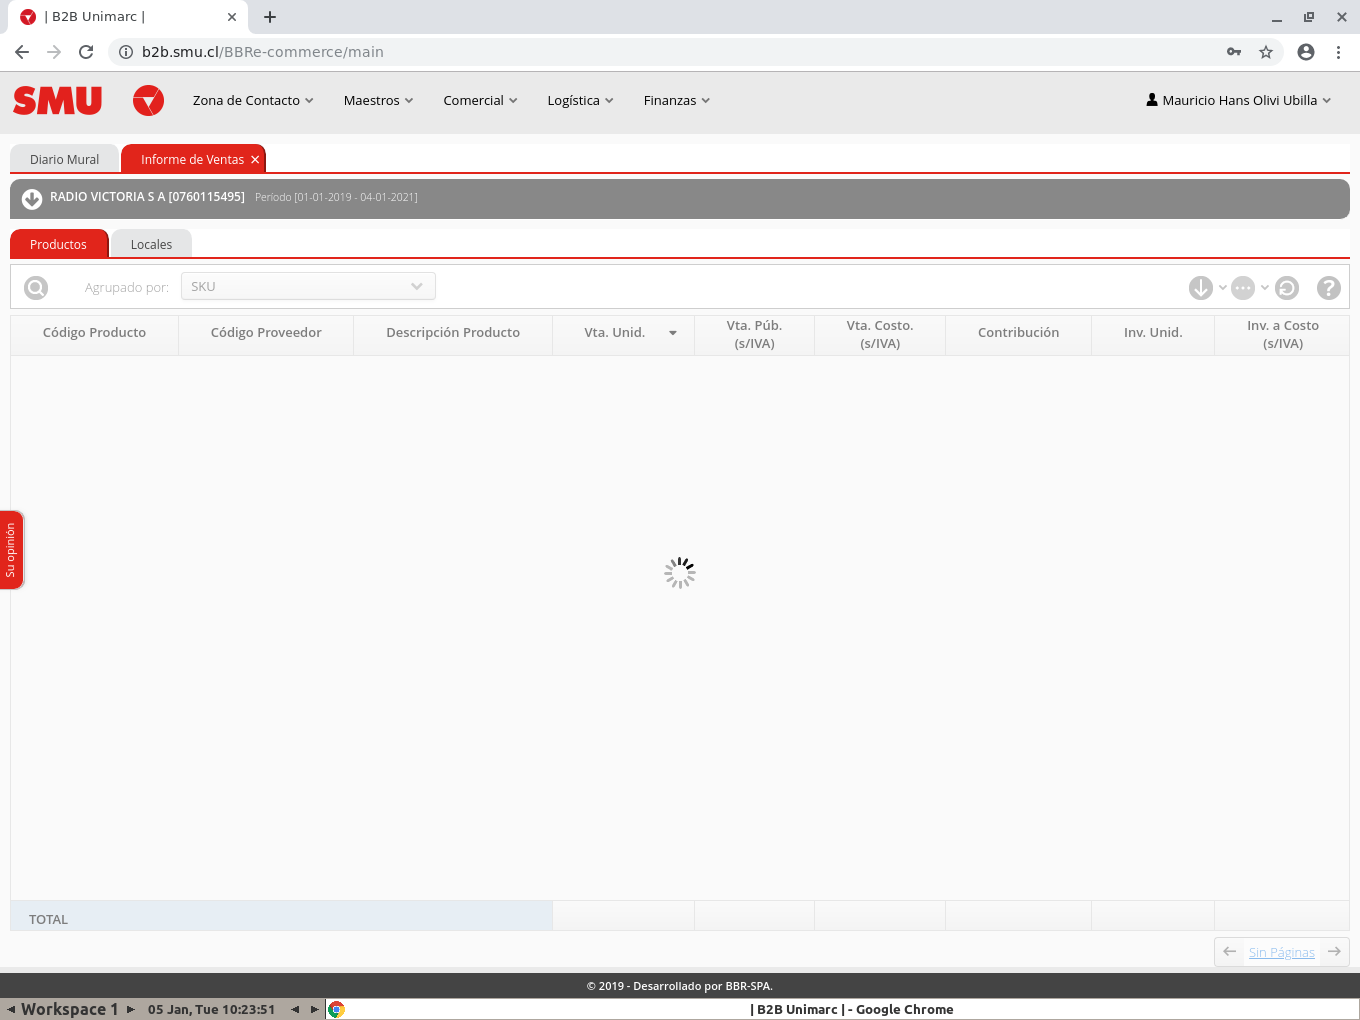 | B2B Unimarc |
b2b.smu.cl/BBRe-commerce/main
SMU
Zona de Contacto
Maestros
Comercial
Logística
Finanzas
Mauricio Hans Olivi Ubilla
Diario Mural
Informe de Ventas
RADIO VICTORIA S A [0760115495]
Período [01-01-2019 - 04-01-2021]
Productos
Locales
Agrupado por:
SKU
Código Producto
Código Proveedor
Descripción Producto
Vta. Unid.
Vta. Púb.
(s/IVA)
Vta. Costo.
(s/IVA)
Contribución
Inv. Unid.
Inv. a Costo
(s/IVA)
Su opinión
TOTAL
Sin Páginas
© 2019 - Desarrollado por BBR-SPA.
Workspace 1
05 Jan, Tue 10:23:51
| B2B Unimarc | - Google Chrome